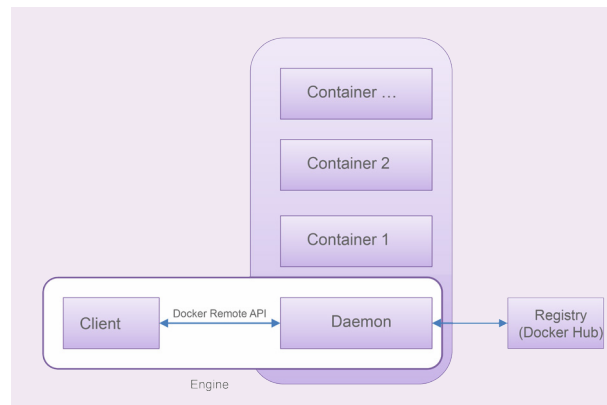 Container …
Container 2
Container 1
Client
Docker Remote API
Daemon
Registry
(Docker Hub)
Engine